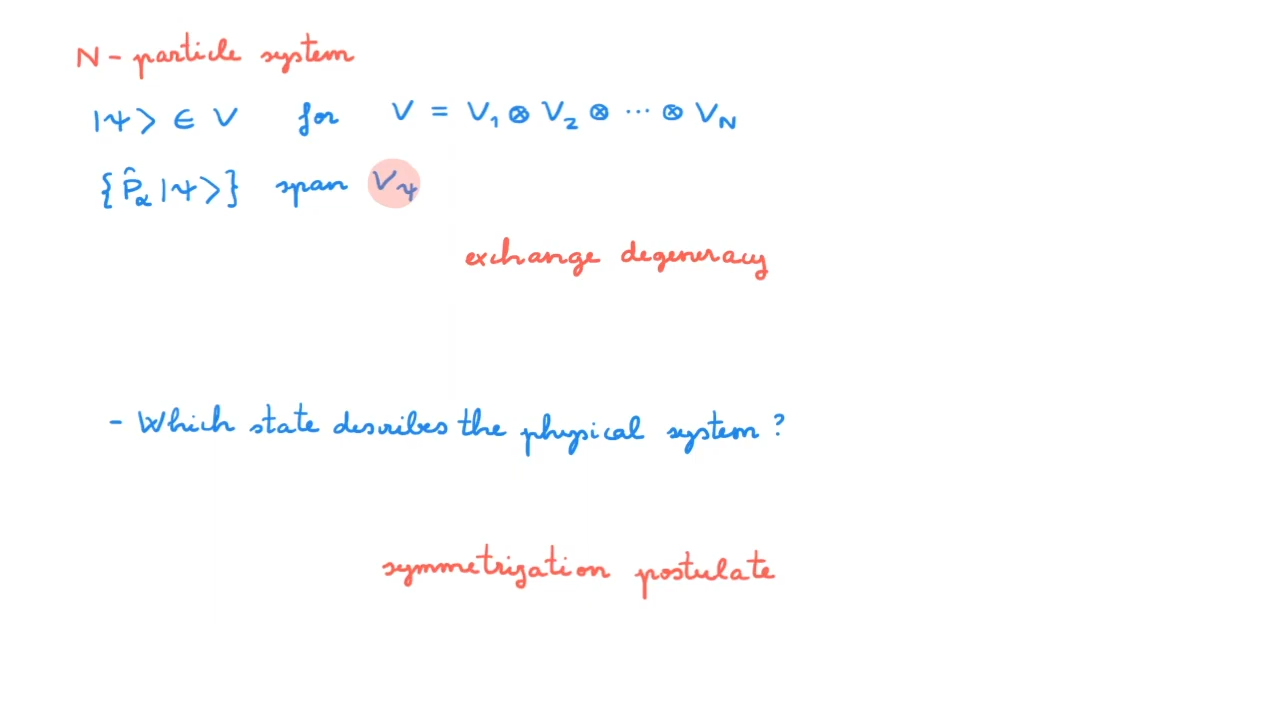 N - particle system
|ψ> ∈ V for V = V₁ ⊗ V₂ ⊗ ... ⊗ V_N
{P̂_α |ψ>} span V_ψ
exchange degeneracy
- Which state describes the physical system ?
symmetrization postulate